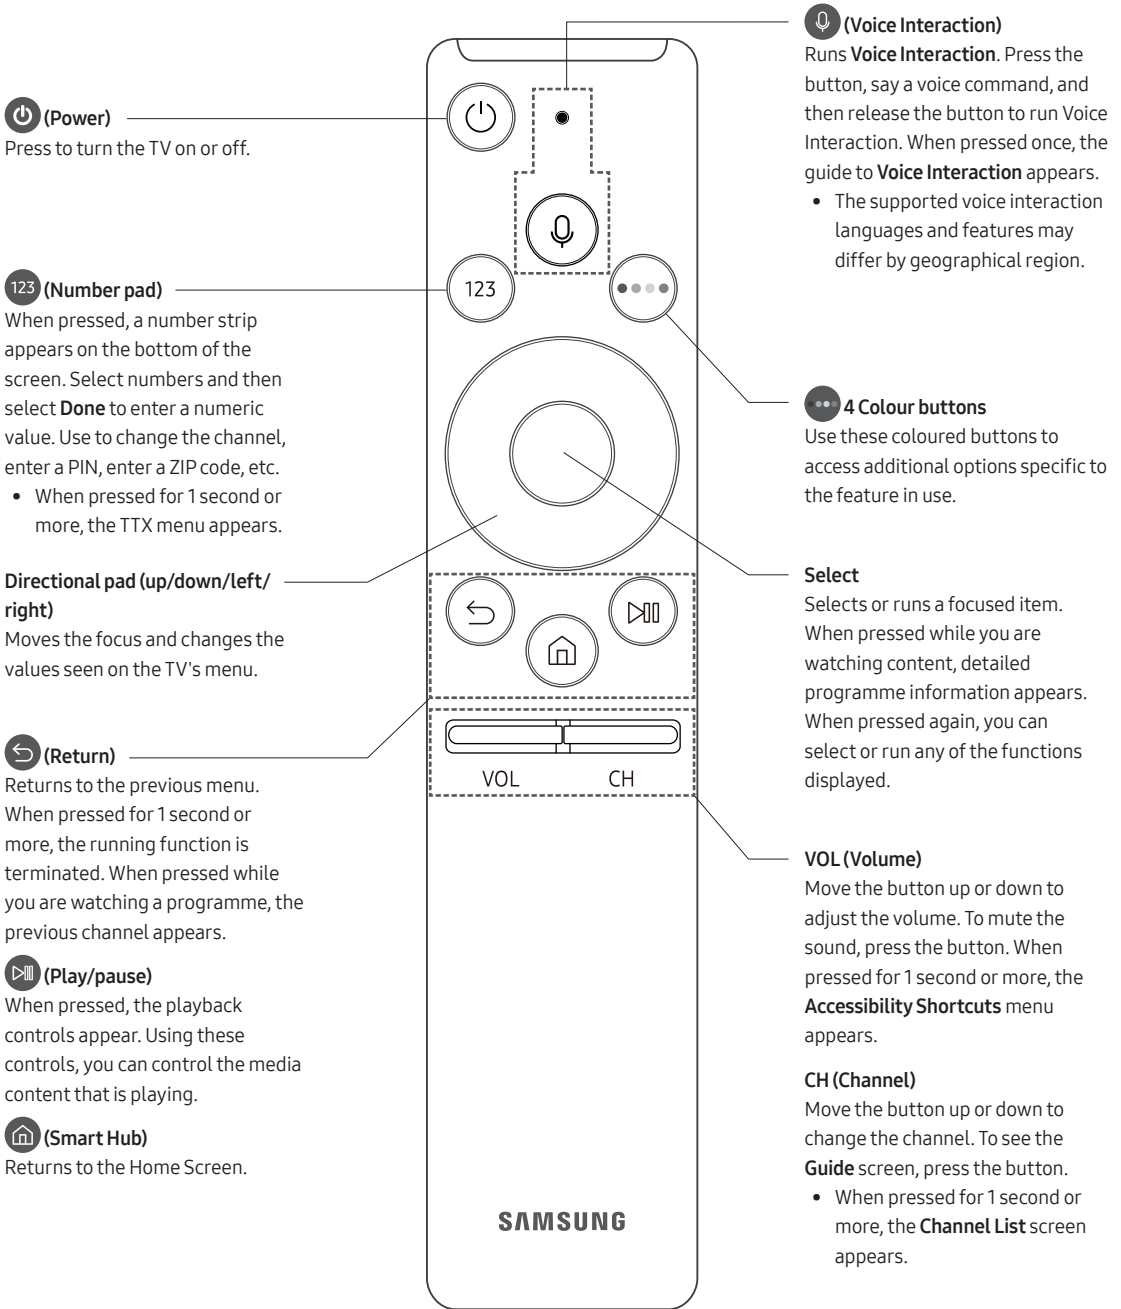 (Power)
Press to turn the TV on or off.
123 (Number pad)
When pressed, a number strip
appears on the bottom of the
screen. Select numbers and then
select Done to enter a numeric
value. Use to change the channel,
enter a PIN, enter a ZIP code, etc.
• When pressed for 1 second or
more, the TTX menu appears.
Directional pad (up/down/left/
right)
Moves the focus and changes the
values seen on the TV's menu.
(Return)
Returns to the previous menu.
When pressed for 1 second or
more, the running function is
terminated. When pressed while
you are watching a programme, the
previous channel appears.
(Play/pause)
When pressed, the playback
controls appear. Using these
controls, you can control the media
content that is playing.
(Smart Hub)
Returns to the Home Screen.
123
VOL CH
SAMSUNG
(Voice Interaction)
Runs Voice Interaction. Press the
button, say a voice command, and
then release the button to run Voice
Interaction. When pressed once, the
guide to Voice Interaction appears.
• The supported voice interaction
languages and features may
differ by geographical region.
4 Colour buttons
Use these coloured buttons to
access additional options specific to
the feature in use.
Select
Selects or runs a focused item.
When pressed while you are
watching content, detailed
programme information appears.
When pressed again, you can
select or run any of the functions
displayed.
VOL (Volume)
Move the button up or down to
adjust the volume. To mute the
sound, press the button. When
pressed for 1 second or more, the
Accessibility Shortcuts menu
appears.
CH (Channel)
Move the button up or down to
change the channel. To see the
Guide screen, press the button.
• When pressed for 1 second or
more, the Channel List screen
appears.